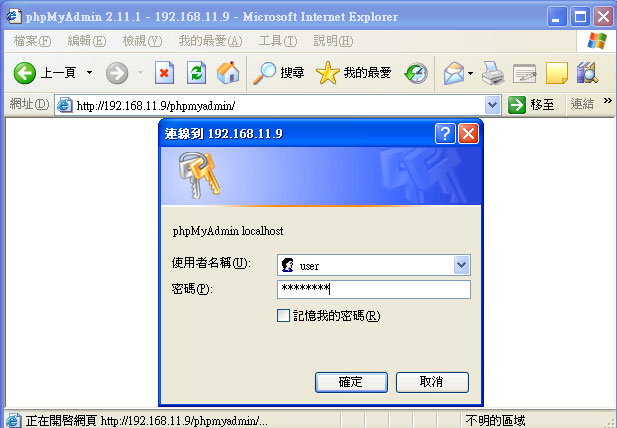 phpMyAdmin 2.11.1 - 192.168.11.9 - Microsoft Internet Explorer
檔案(F) 編輯(E) 檢視(V) 我的最愛(A) 工具(T) 說明(H)
上一頁 搜尋 我的最愛
網址(D) http://192.168.11.9/phpmyadmin/ 移至 連結 »
連線到 192.168.11.9
phpMyAdmin localhost
使用者名稱(U): user
密碼(P): ********
記憶我的密碼(R)
確定 取消
正在開啓網頁 http://192.168.11.9/phpmyadmin/... 不明的區域